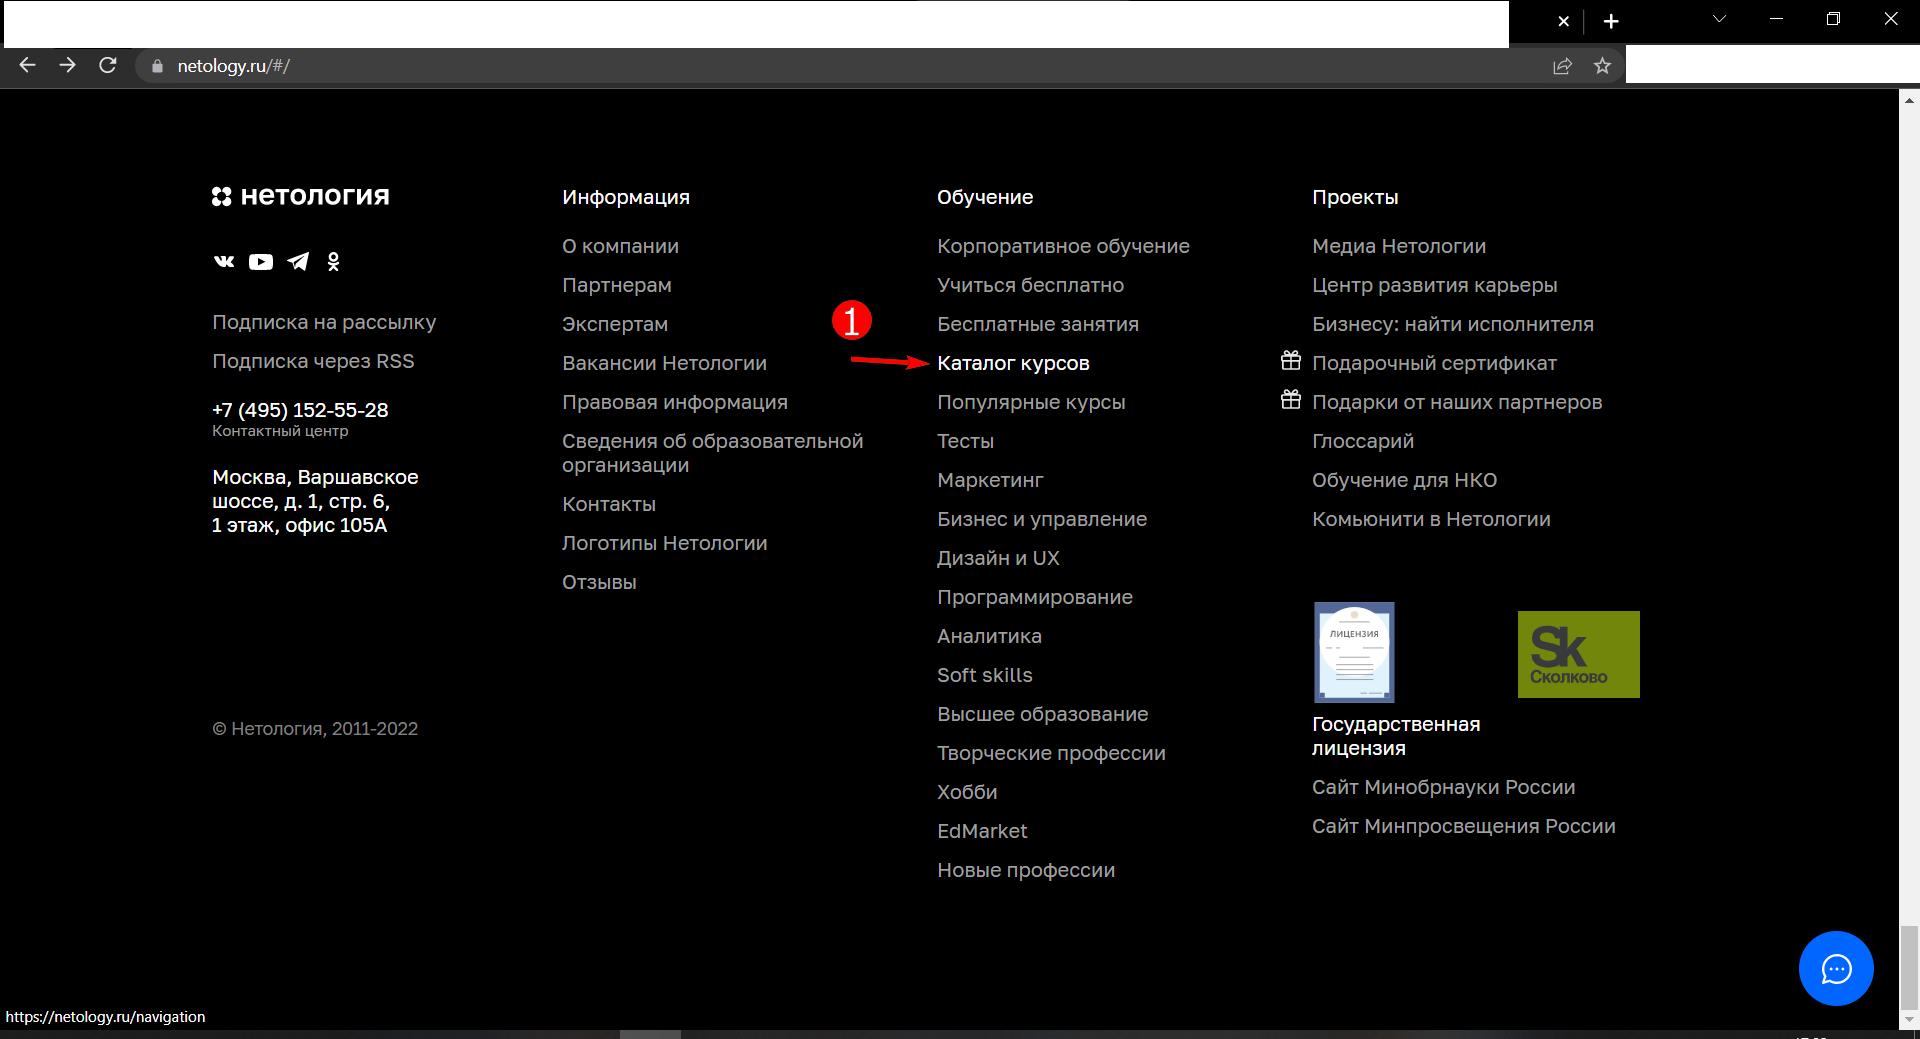 netology.ru/#/
нетология
Подписка на рассылку
Подписка через RSS
+7 (495) 152-55-28
Контактный центр
Москва, Варшавское
шоссе, д. 1, стр. 6,
1 этаж, офис 105А
© Нетология, 2011-2022
Информация
О компании
Партнерам
Экспертам
Вакансии Нетологии
Правовая информация
Сведения об образовательной
организации
Контакты
Логотипы Нетологии
Отзывы
1
Обучение
Корпоративное обучение
Учиться бесплатно
Бесплатные занятия
Каталог курсов
Популярные курсы
Тесты
Маркетинг
Бизнес и управление
Дизайн и UX
Программирование
Аналитика
Soft skills
Высшее образование
Творческие профессии
Хобби
EdMarket
Новые профессии
Проекты
Медиа Нетологии
Центр развития карьеры
Бизнесу: найти исполнителя
Подарочный сертификат
Подарки от наших партнеров
Глоссарий
Обучение для НКО
Комьюнити в Нетологии
ЛИЦЕНЗИЯ
Sk
Сколково
Государственная
лицензия
Сайт Минобрнауки России
Сайт Минпросвещения России
https://netology.ru/navigation